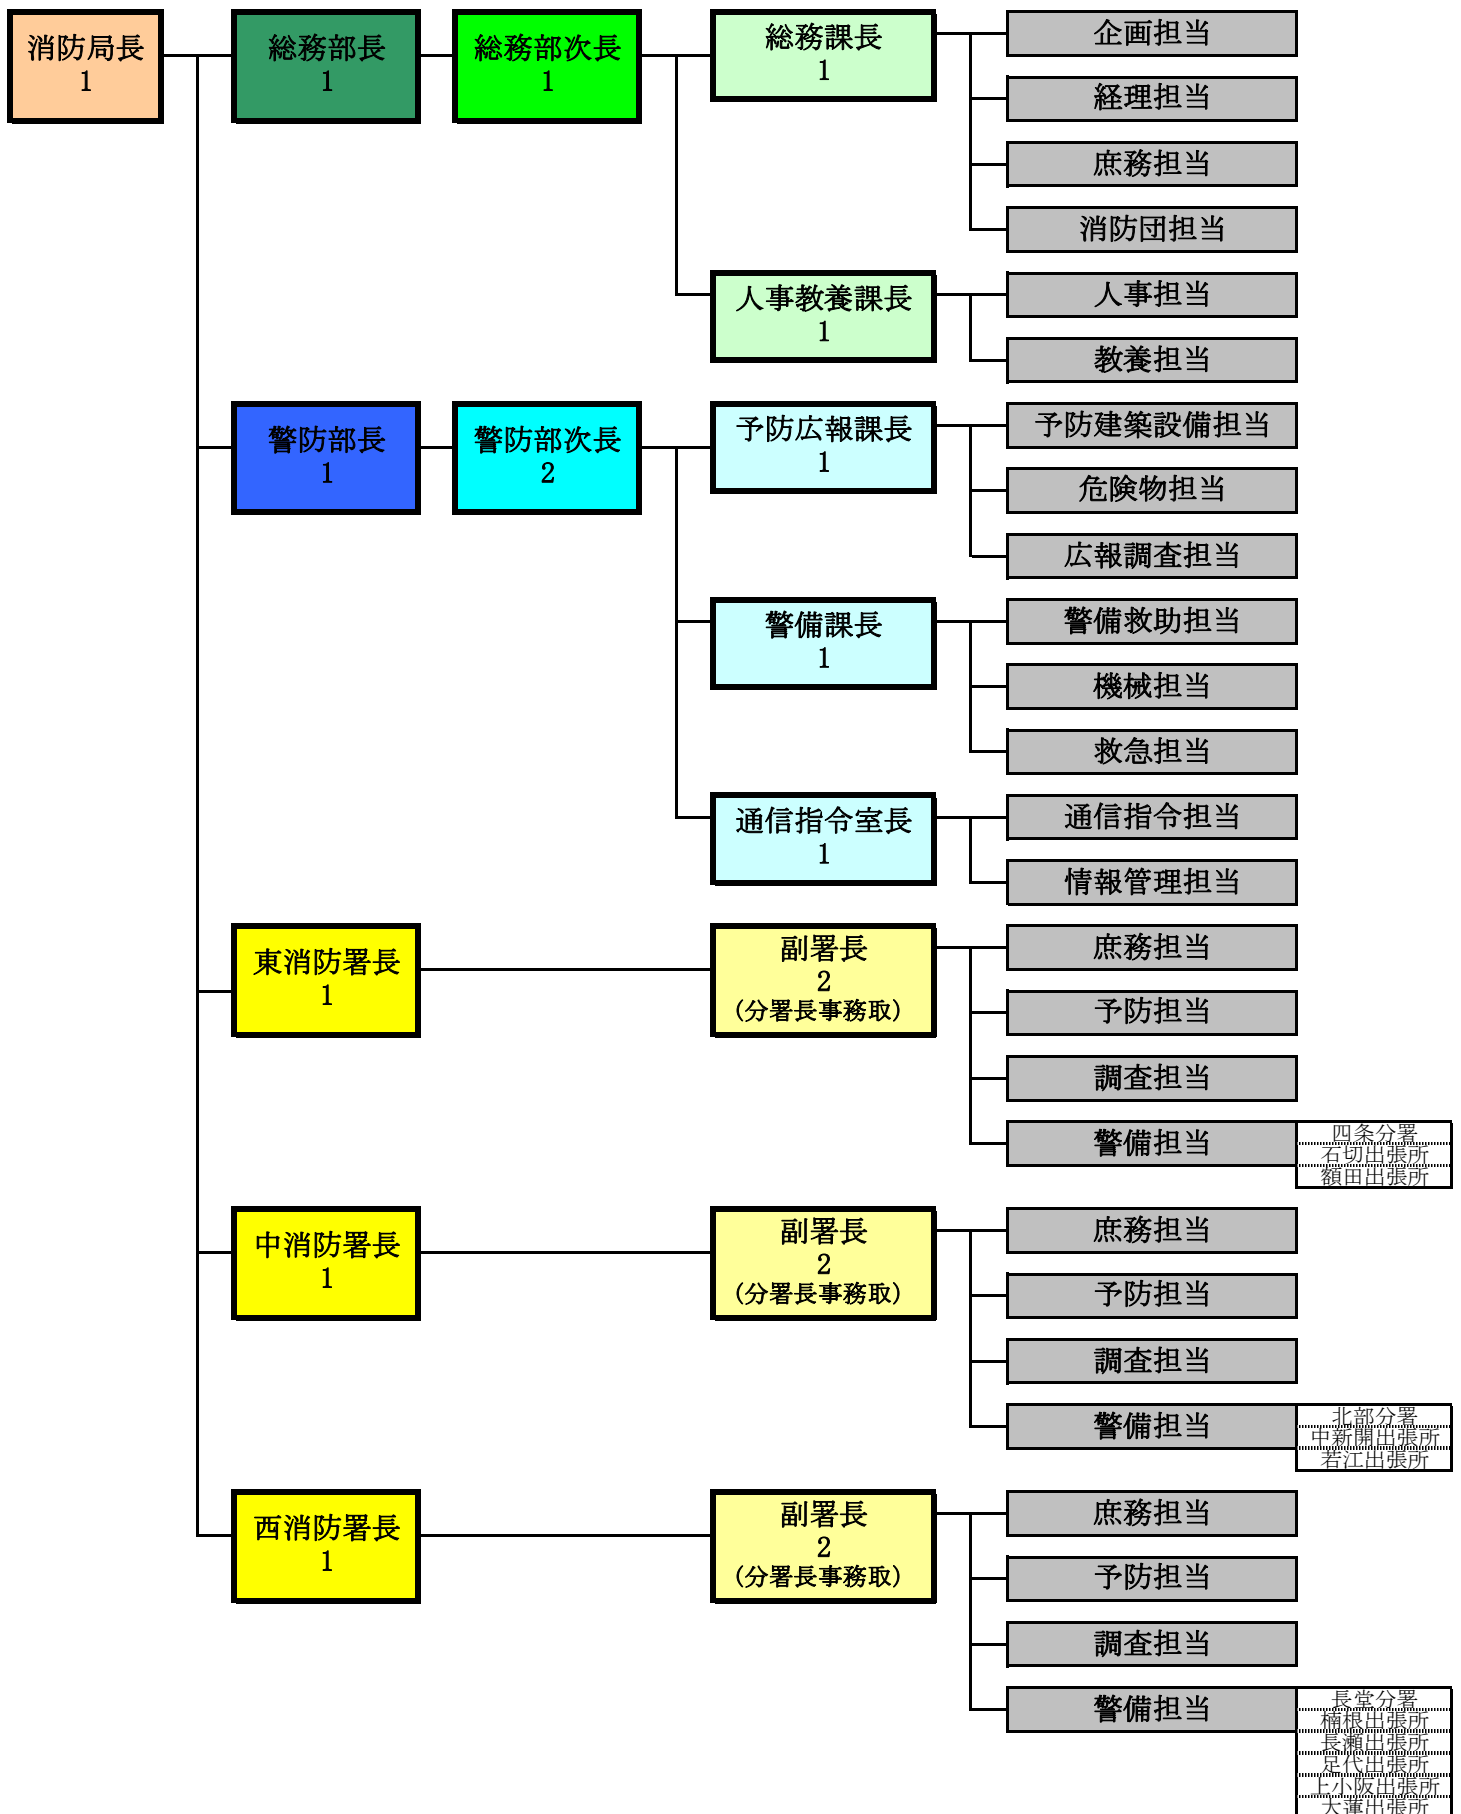 消防局長
1
総務部長
1
総務部次長
1
総務課長
1
企画担当
経理担当
庶務担当
消防団担当
人事教養課長
1
人事担当
教養担当
警防部長
1
警防部次長
2
予防広報課長
1
予防建築設備担当
危険物担当
広報調査担当
警備課長
1
警備救助担当
機械担当
救急担当
通信指令室長
1
通信指令担当
情報管理担当
東消防署長
1
副署長
2
(分署長事務取)
庶務担当
予防担当
調査担当
警備担当
四条分署
石切出張所
額田出張所
中消防署長
1
副署長
2
(分署長事務取)
庶務担当
予防担当
調査担当
警備担当
北部分署
中新開出張所
若江出張所
西消防署長
1
副署長
2
(分署長事務取)
庶務担当
予防担当
調査担当
警備担当
長堂分署
楠根出張所
長瀬出張所
足代出張所
上小阪出張所
大蓮出張所